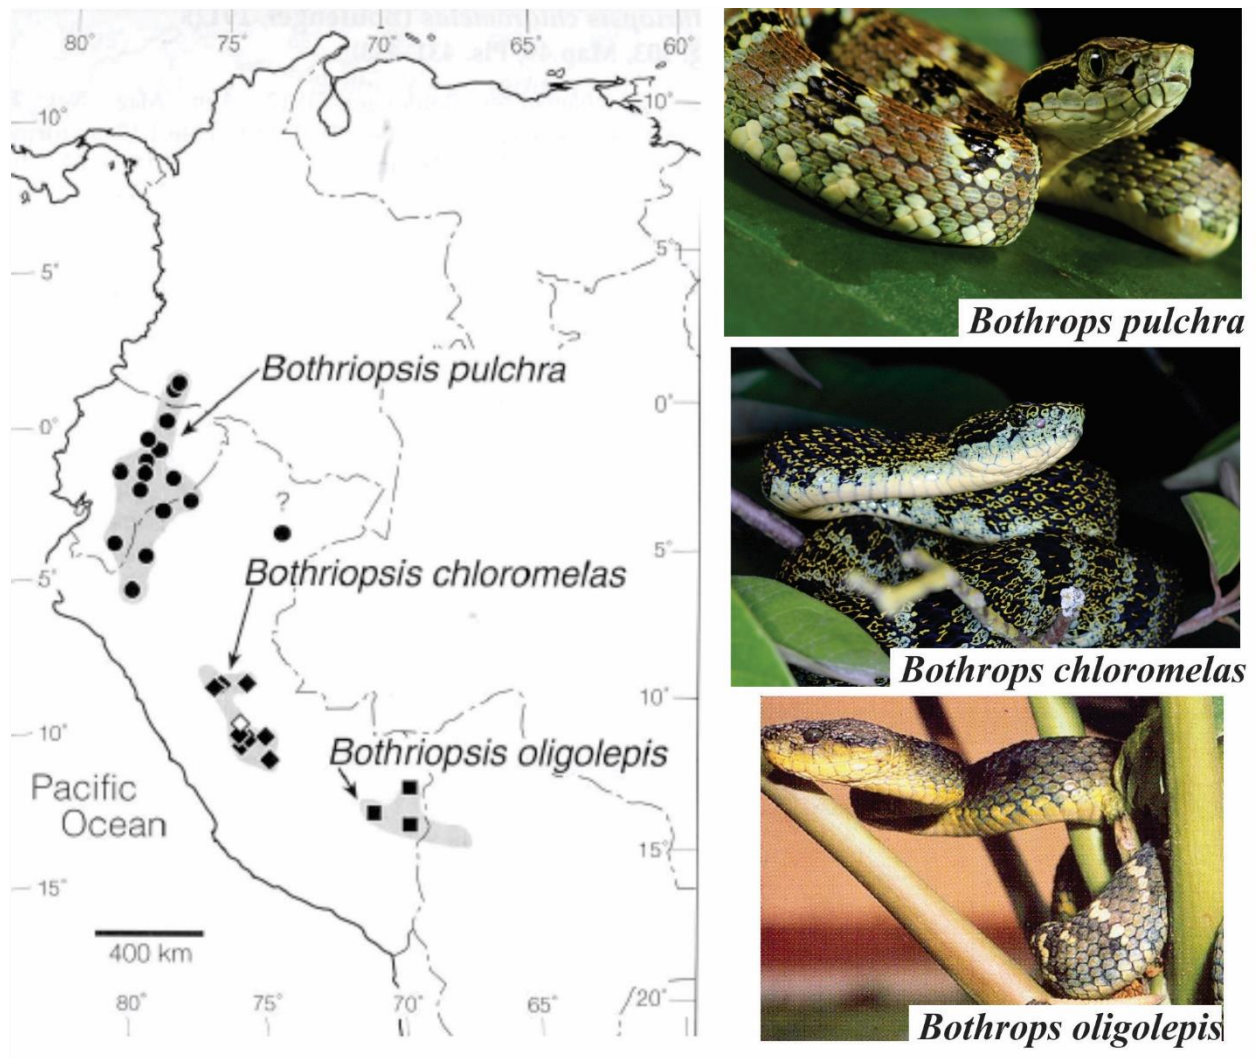 80° 75° 70° 65° 60°
10° 10°
5° 5°
Bothriopsis pulchra
0° 0°
?
Bothriopsis chloromelas
5° 5°
10° 10°
Bothriopsis oligolepis
Pacific
Ocean
15° 15°
400 km
80° 75° 70° 65° 20°
Bothrops pulchra
Bothrops chloromelas
Bothrops oligolepis